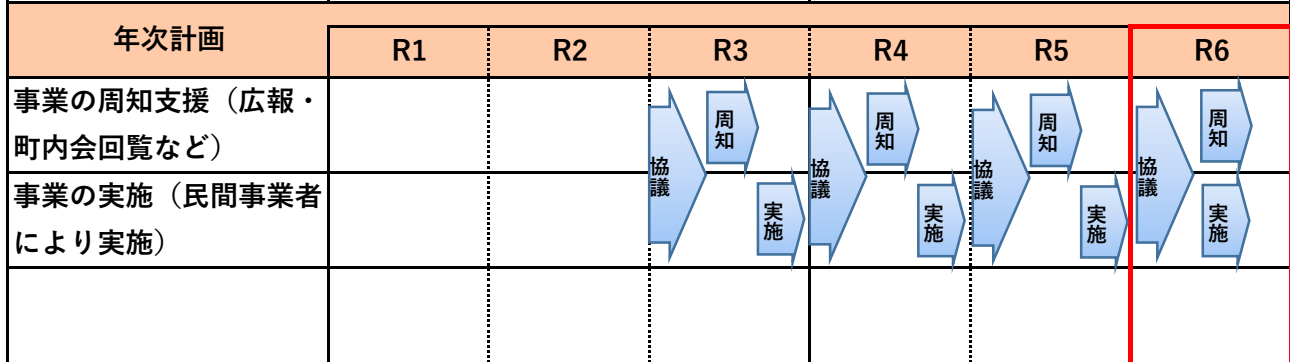 年次計画
R1
R2
R3
R4
R5
R6
事業の周知支援（広報・
町内会回覧など）
協議
周知
協議
周知
協議
周知
協議
周知
事業の実施（民間事業者
により実施）
実施
実施
実施
実施